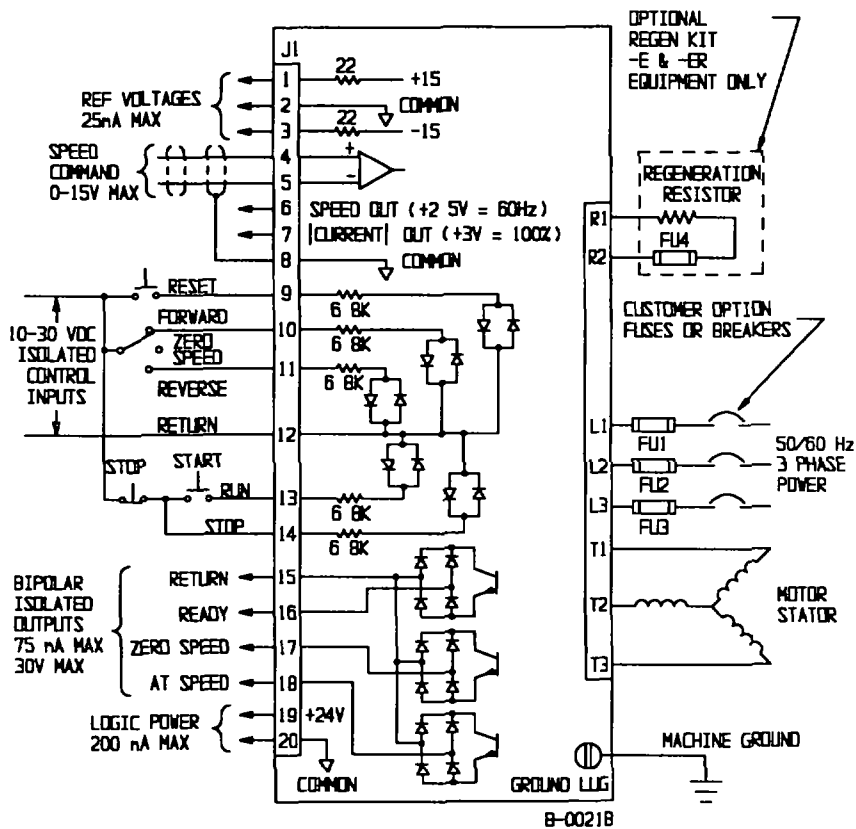 OPTIONAL
REGEN KIT
-E & -ER
EQUIPMENT ONLY
J1
1
22
+15
REF VOLTAGES
25mA MAX
2
COMMON
3
22
-15
SPEED
COMMAND
0-15V MAX
4
+
5
-
6
SPEED OUT (+2 5V = 60Hz)
7
|CURRENT| OUT (+3V = 100%)
8
COMMON
REGENERATION
RESISTOR
R1
R2
FU4
RESET
9
6 8K
FORWARD
10
6 8K
ZERO
SPEED
11
6 8K
REVERSE
10-30 VDC
ISOLATED
CONTROL
INPUTS
RETURN
12
CUSTOMER OPTION
FUSES OR BREAKERS
L1
FU1
L2
FU2
L3
FU3
50/60 Hz
3 PHASE
POWER
STOP
START
RUN
13
6 8K
STOP
14
6 8K
T1
T2
T3
MOTOR
STATOR
BIPOLAR
ISOLATED
OUTPUTS
75 mA MAX
30V MAX
RETURN
15
READY
16
ZERO SPEED
17
AT SPEED
18
LOGIC POWER
200 mA MAX
19
+24V
20
COMMON
MACHINE GROUND
GROUND LUG
B-0021B